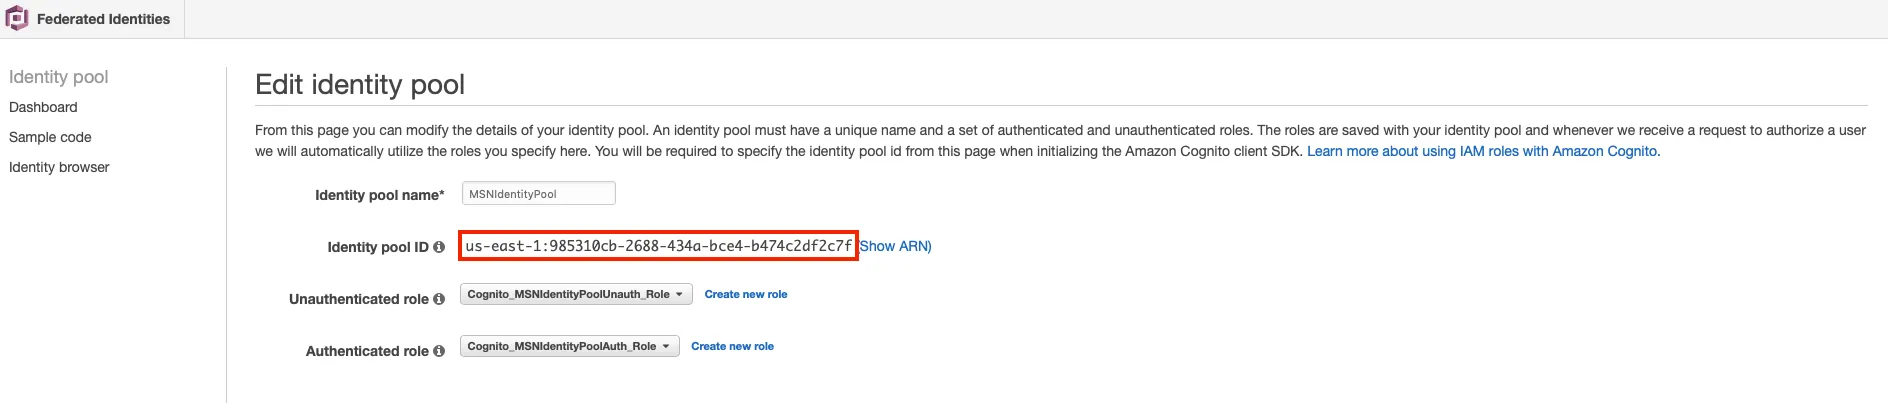 Federated Identities
Identity pool
Dashboard
Sample code
Identity browser
Edit identity pool
From this page you can modify the details of your identity pool. An identity pool must have a unique name and a set of authenticated and unauthenticated roles. The roles are saved with your identity pool and whenever we receive a request to authorize a user
we will automatically utilize the roles you specify here. You will be required to specify the identity pool id from this page when initializing the Amazon Cognito client SDK. Learn more about using IAM roles with Amazon Cognito.
Identity pool name* MSNIdentityPool
Identity pool ID us-east-1:985310cb-2688-434a-bce4-b474c2df2c7f (Show ARN)
Unauthenticated role Cognito_MSNIdentityPoolUnauth_Role Create new role
Authenticated role Cognito_MSNIdentityPoolAuth_Role Create new role